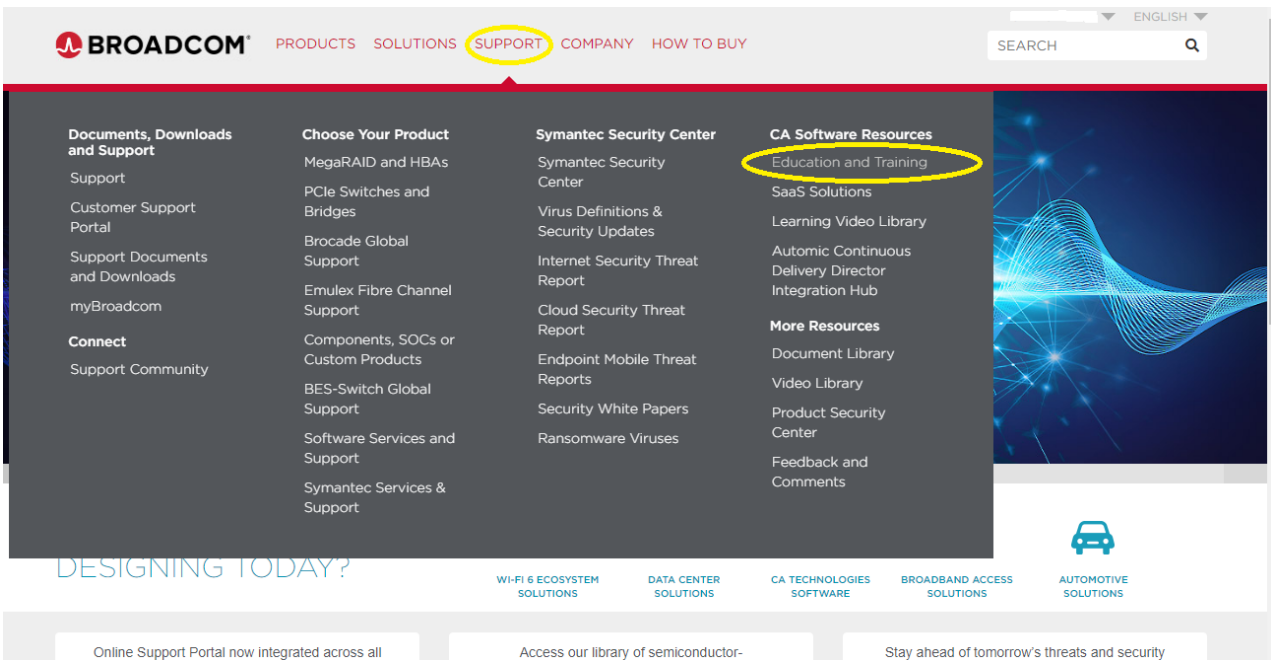 ENGLISH
BROADCOM®
PRODUCTS SOLUTIONS SUPPORT COMPANY HOW TO BUY
SEARCH
Documents, Downloads
and Support
Support
Customer Support
Portal
Support Documents
and Downloads
myBroadcom
Connect
Support Community
Choose Your Product
MegaRAID and HBAs
PCIe Switches and
Bridges
Brocade Global
Support
Emulex Fibre Channel
Support
Components, SOCs or
Custom Products
BES-Switch Global
Support
Software Services and
Support
Symantec Services &
Support
Symantec Security Center
Symantec Security
Center
Virus Definitions &
Security Updates
Internet Security Threat
Report
Cloud Security Threat
Report
Endpoint Mobile Threat
Reports
Security White Papers
Ransomware Viruses
CA Software Resources
Education and Training
SaaS Solutions
Learning Video Library
Automic Continuous
Delivery Director
Integration Hub
More Resources
Document Library
Video Library
Product Security
Center
Feedback and
Comments
DESIGNING TODAY?
WI-FI 6 ECOSYSTEM
SOLUTIONS
DATA CENTER
SOLUTIONS
CA TECHNOLOGIES
SOFTWARE
BROADBAND ACCESS
SOLUTIONS
AUTOMOTIVE
SOLUTIONS
Online Support Portal now integrated across all
Access our library of semiconductor-
Stay ahead of tomorrow's threats and security